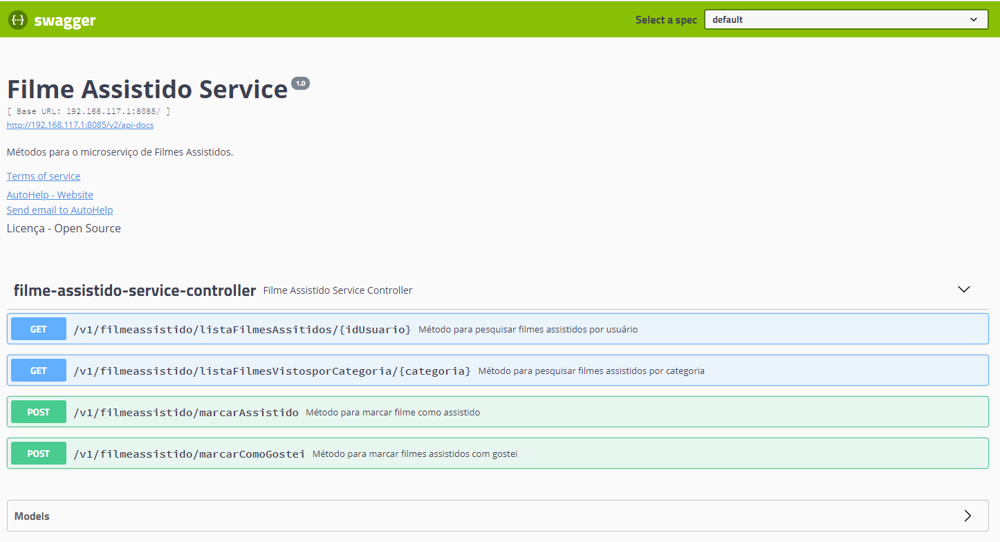 {··} swagger
Select a spec default
Filme Assistido Service 1.0
[ Base URL: 192.168.117.1:8085/ ]
http://192.168.117.1:8085/v2/api-docs
Métodos para o microserviço de Filmes Assistidos.
Terms of service
AutoHelp - Website
Send email to AutoHelp
Licença - Open Source
filme-assistido-service-controller Filme Assistido Service Controller
GET /v1/filmeassistido/listaFilmesAssitidos/{idUsuario} Método para pesquisar filmes assistidos por usuário
GET /v1/filmeassistido/listaFilmesVistosporCategoria/{categoria} Método para pesquisar filmes assistidos por categoria
POST /v1/filmeassistido/marcarAssistido Método para marcar filme como assistido
POST /v1/filmeassistido/marcarComoGostei Método para marcar filmes assistidos com gostei
Models